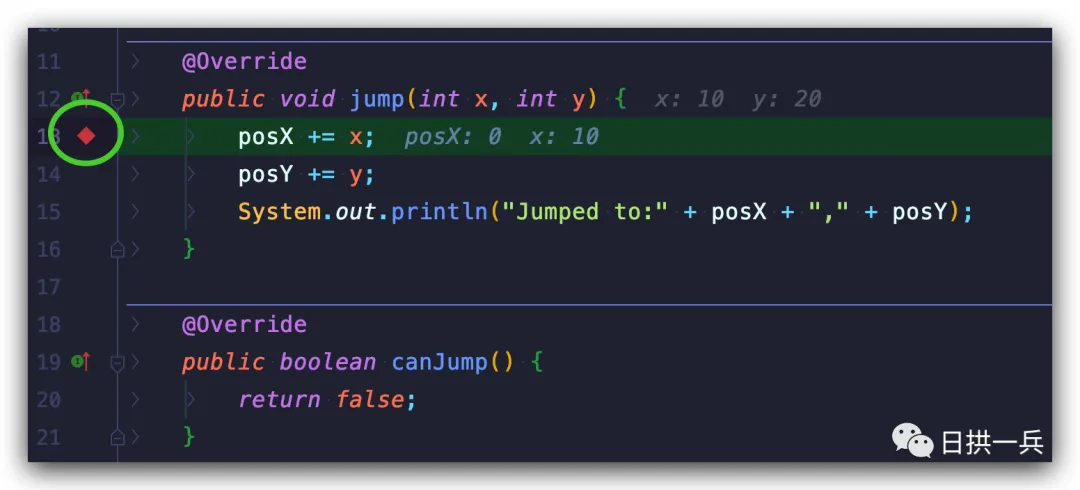 11 @Override
12 public void jump(int x, int y) { x: 10 y: 20
13 posX += x; posX: 0 x: 10
14 posY += y;
15 System.out.println("Jumped to:" + posX + "," + posY);
16 }
17
18 @Override
19 public boolean canJump() {
20 return false;
21 }
日拱一兵